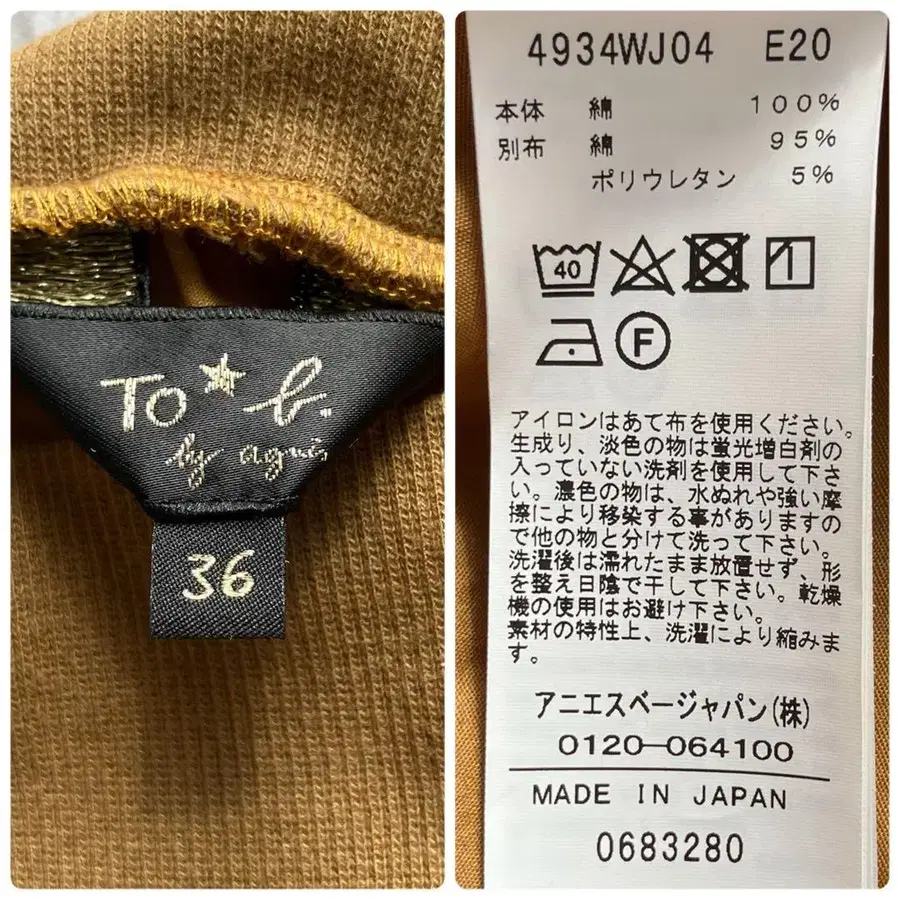 To★b.
by agnès
36
4934WJ04 E20
本体 綿 100%
別布 綿 95%
ポリウレタン 5%
40
F
アイロンはあて布を使用ください。
生成り、淡色の物は蛍光増白剤の
入っていない洗剤を使用して下さ
い。濃色の物は、水ぬれや強い摩
擦により移染する事がありますの
で他の物と分けて洗って下さい。
洗濯後は濡れたまま放置せず、形
を整え日陰で干して下さい。乾燥
機の使用はお避け下さい。
素材の特性上、洗濯により縮みま
す。
アニエスベージャパン(株)
0120-064100
MADE IN JAPAN
0683280